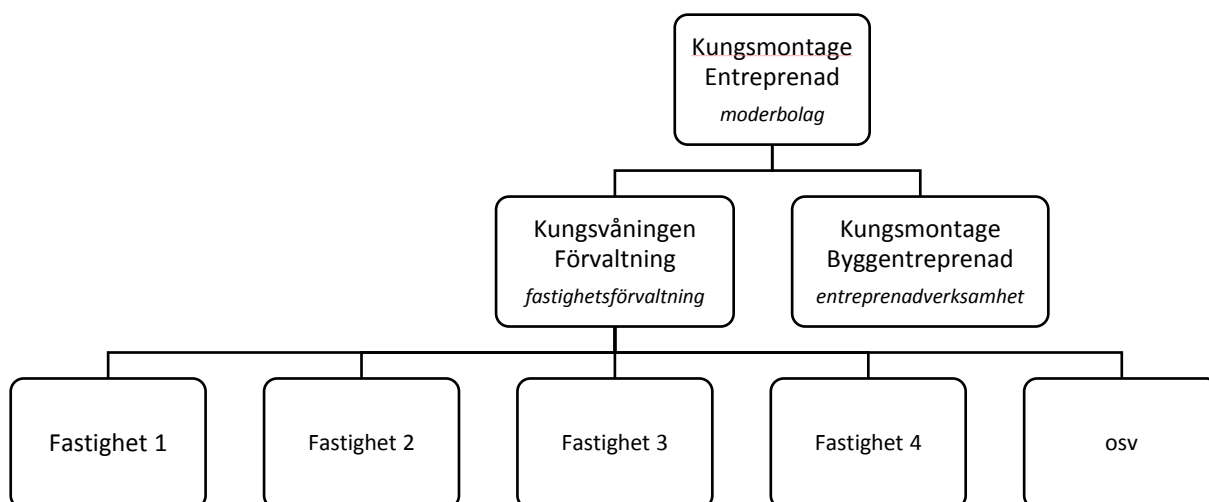 Kungsmontage
Entreprenad
moderbolag
Kungsvåningen
Förvaltning
fastighetsförvaltning
Kungsmontage
Byggentreprenad
entreprenadverksamhet
Fastighet 1
Fastighet 2
Fastighet 3
Fastighet 4
osv